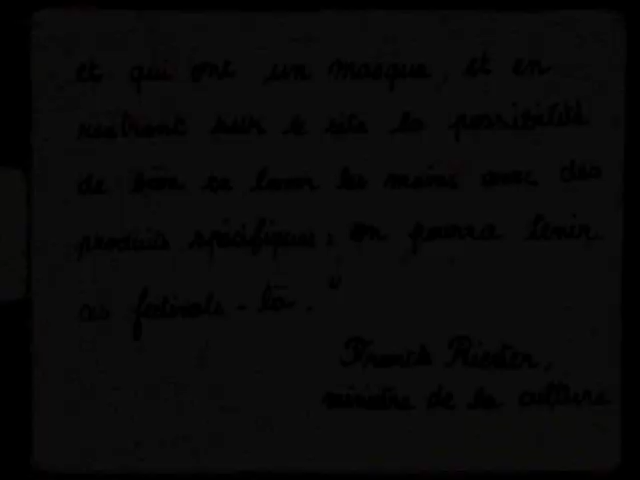 et qui ont un masque, et en
rentrant sur le site la possibilité
de bien se laver les mains avec des
produits spécifiques, on pourra tenir
ces festivals-là."
Franck Riester,
ministre de la culture